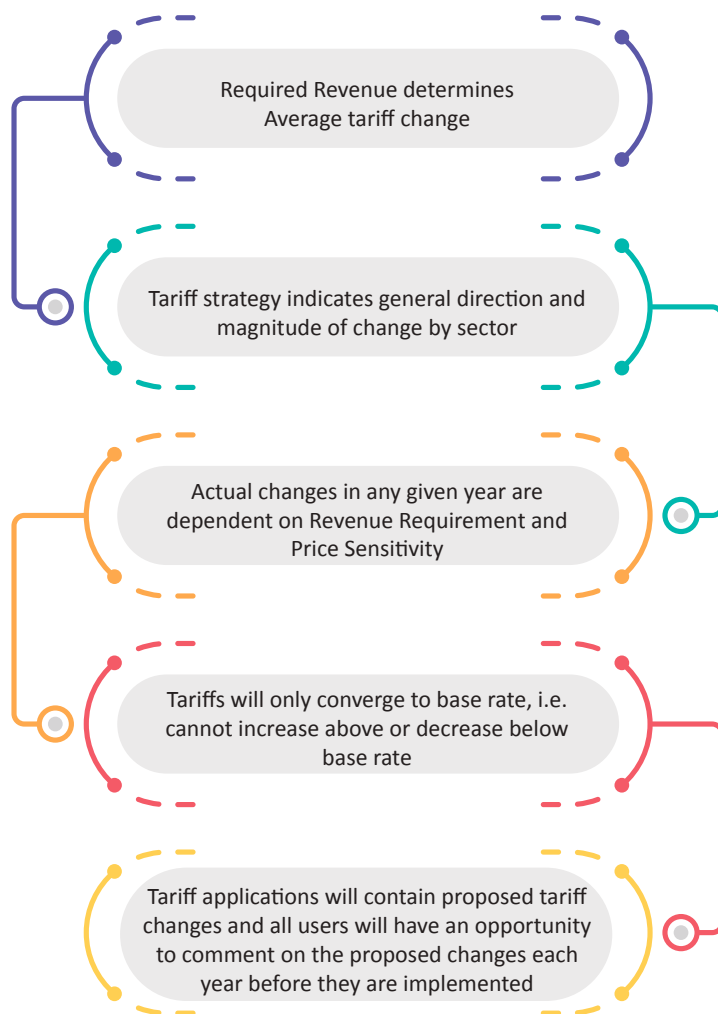 Required Revenue determines
Average tariff change
Tariff strategy indicates general direction and
magnitude of change by sector
Actual changes in any given year are
dependent on Revenue Requirement and
Price Sensitivity
Tariffs will only converge to base rate, i.e.
cannot increase above or decrease below
base rate
Tariff applications will contain proposed tariff
changes and all users will have an opportunity
to comment on the proposed changes each
year before they are implemented